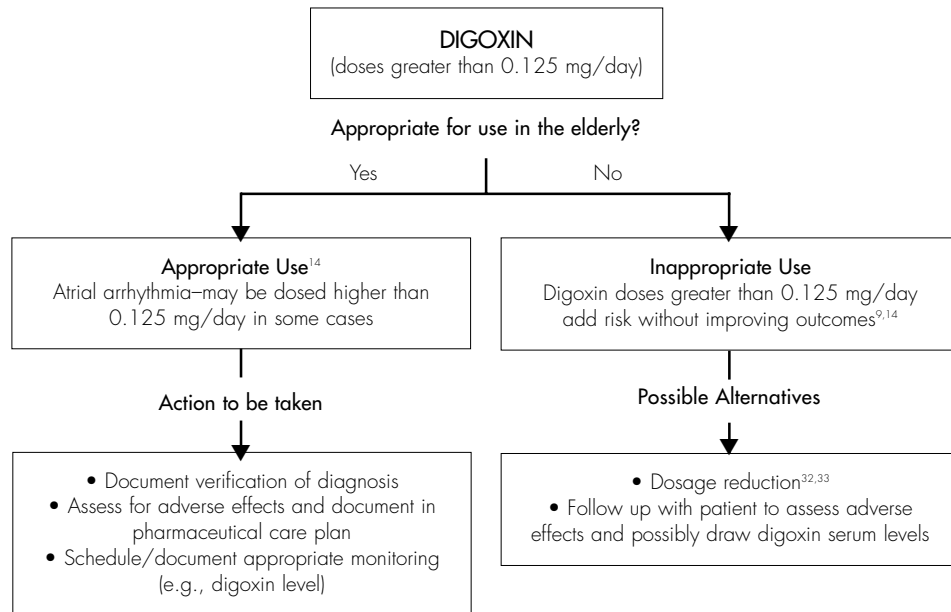 DIGOXIN
(doses greater than 0.125 mg/day)
Appropriate for use in the elderly?
Yes
No
Appropriate Use14
Atrial arrhythmia–may be dosed higher than
0.125 mg/day in some cases
Inappropriate Use
Digoxin doses greater than 0.125 mg/day
add risk without improving outcomes9,14
Action to be taken
Possible Alternatives
• Document verification of diagnosis
• Assess for adverse effects and document in
pharmaceutical care plan
• Schedule/document appropriate monitoring
(e.g., digoxin level)
• Dosage reduction32,33
• Follow up with patient to assess adverse
effects and possibly draw digoxin serum levels